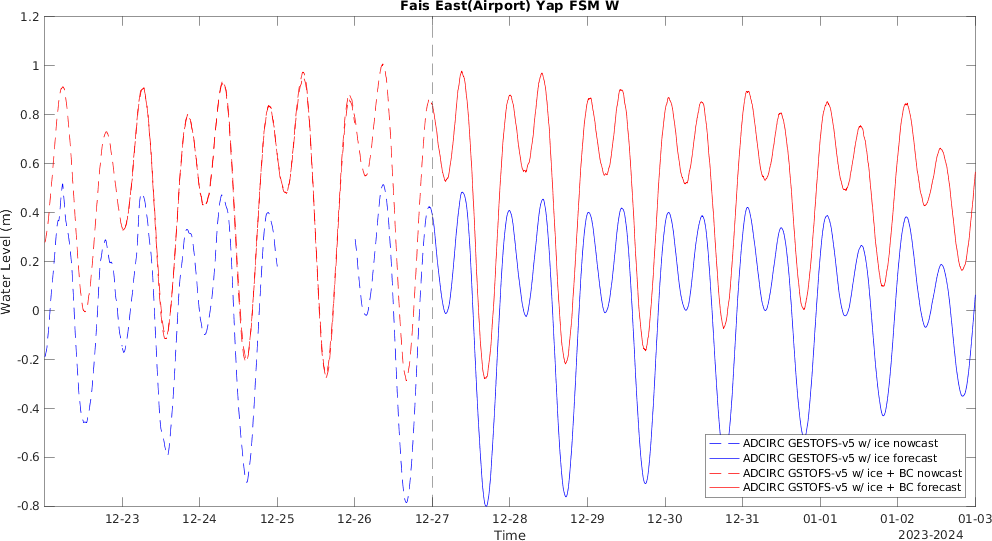 Fais East(Airport) Yap FSM W
1.2
1
0.8
0.6
0.4
0.2
0
-0.2
-0.4
-0.6
-0.8
Water Level (m)
12-23 12-24 12-25 12-26 12-27 12-28 12-29 12-30 12-31 01-01 01-02 01-03
Time
2023-2024
ADCIRC GESTOFS-v5 w/ ice nowcast
ADCIRC GESTOFS-v5 w/ ice forecast
ADCIRC GSTOFS-v5 w/ ice + BC nowcast
ADCIRC GSTOFS-v5 w/ ice + BC forecast